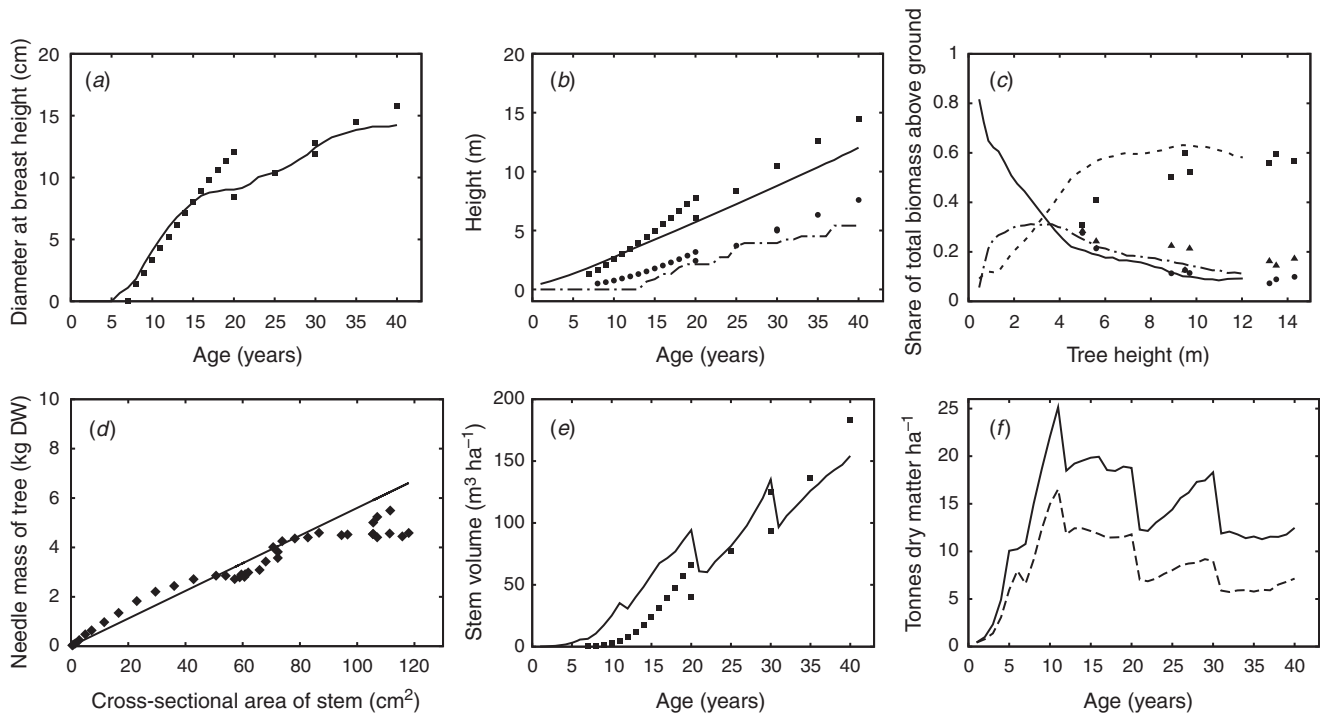 (a)
Diameter at breast height (cm)
20
15
10
5
0
0 5 10 15 20 25 30 35 40
Age (years)
(b)
Height (m)
20
15
10
5
0
0 5 10 15 20 25 30 35 40
Age (years)
(c)
Share of total biomass above ground
1
0.8
0.6
0.4
0.2
0
0 2 4 6 8 10 12 14
Tree height (m)
(d)
Needle mass of tree (kg DW)
10
8
6
4
2
0
0 20 40 60 80 100 120
Cross-sectional area of stem (cm²)
(e)
Stem volume (m³ ha⁻¹)
200
150
100
50
0
0 5 10 15 20 25 30 35 40
Age (years)
(f)
Tonnes dry matter ha⁻¹
25
20
15
10
5
0
0 5 10 15 20 25 30 35 40
Age (years)